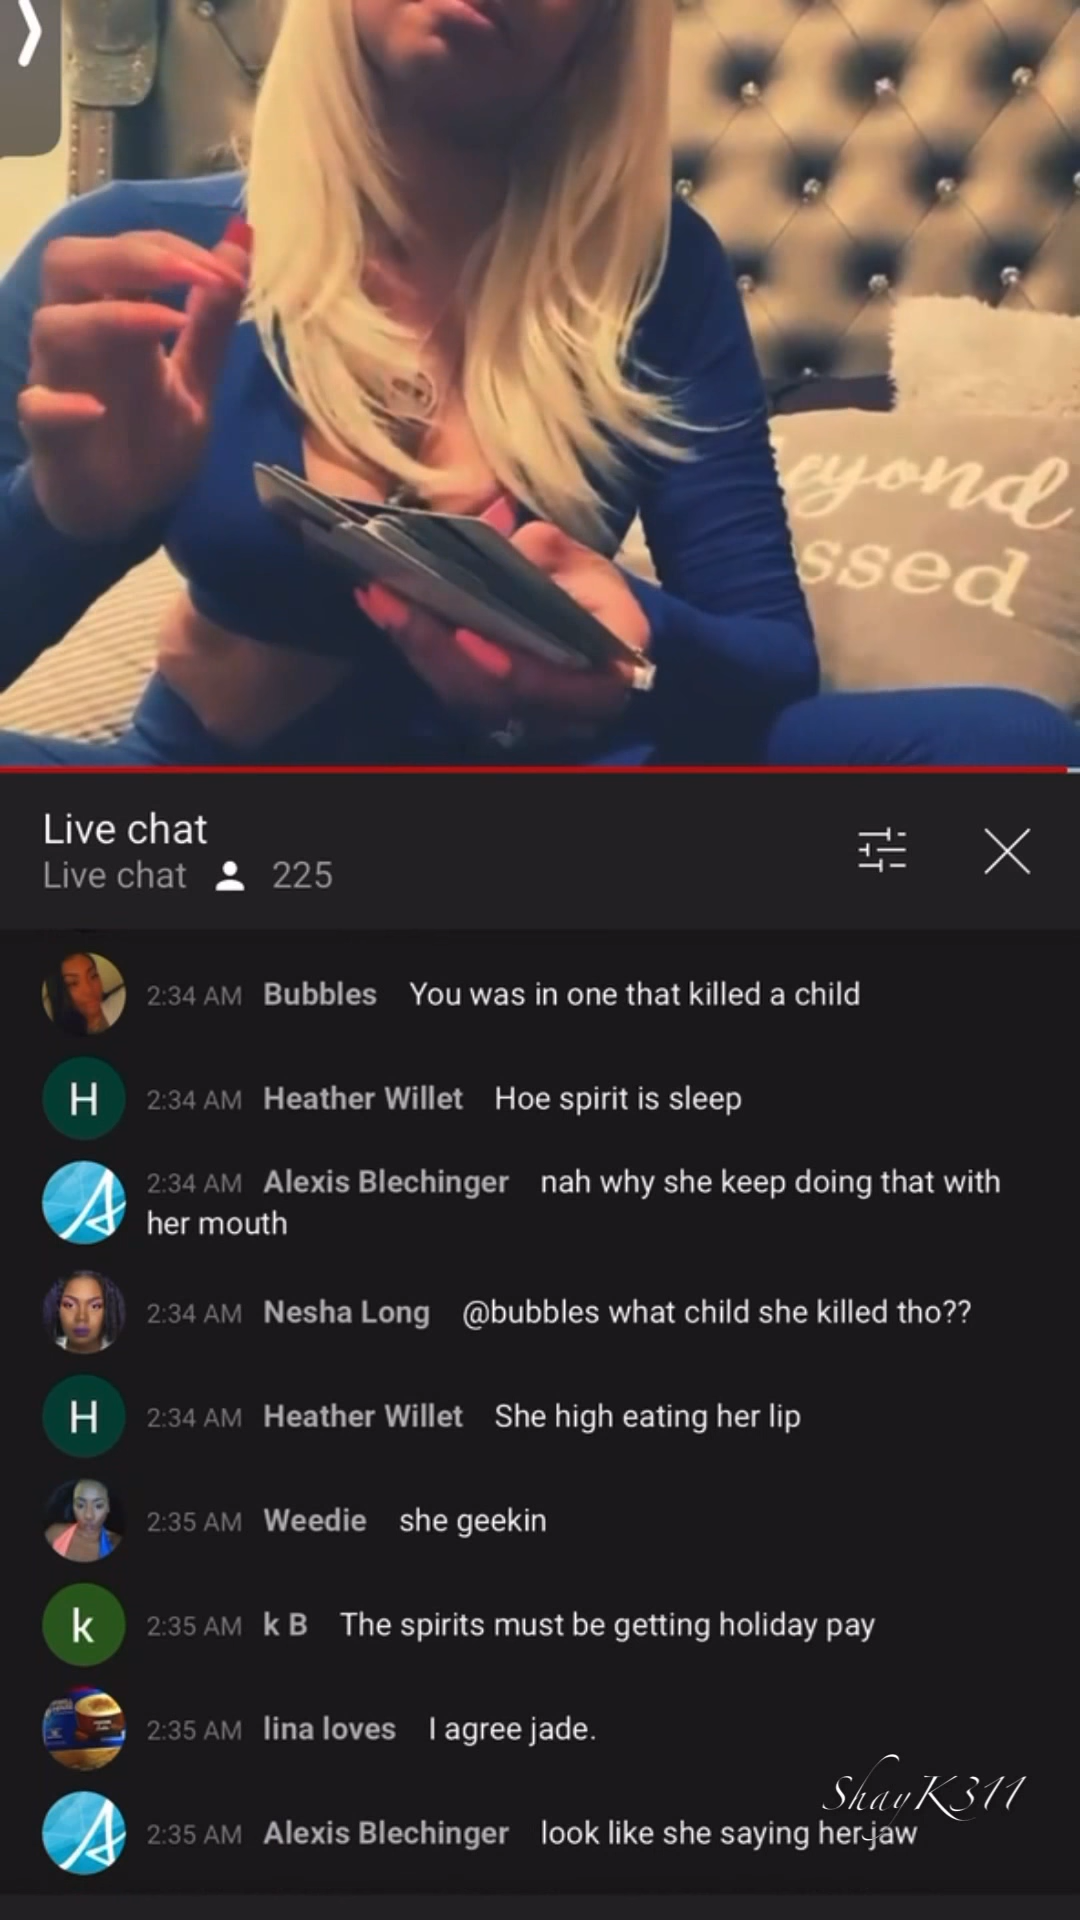 eyond
ssed
Live chat
Live chat 225
2:34 AM Bubbles You was in one that killed a child
H 2:34 AM Heather Willet Hoe spirit is sleep
2:34 AM Alexis Blechinger nah why she keep doing that with
her mouth
2:34 AM Nesha Long @bubbles what child she killed tho??
H 2:34 AM Heather Willet She high eating her lip
2:35 AM Weedie she geekin
k 2:35 AM k B The spirits must be getting holiday pay
2:35 AM lina loves I agree jade.
ShayK311
2:35 AM Alexis Blechinger look like she saying her jaw